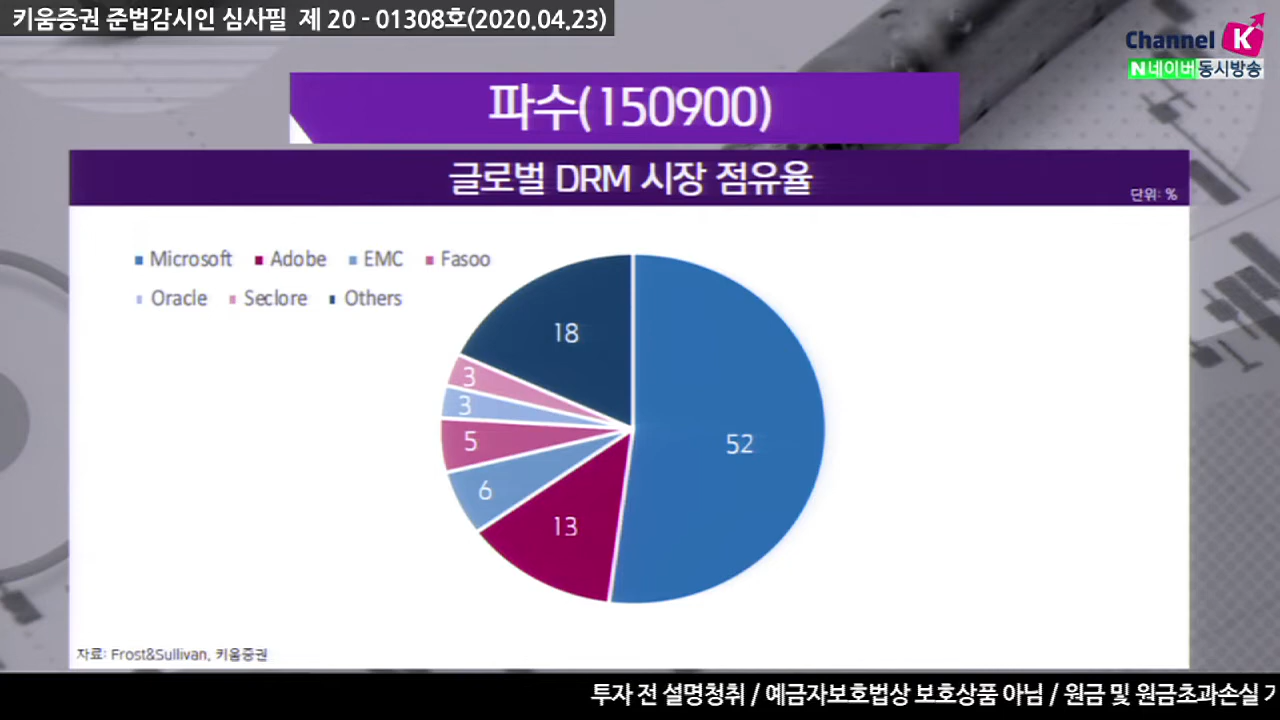 키움증권 준법감시인 심사필 제 20 - 01308호(2020.04.23)
Channel K
N 네이버 동시방송
파수(150900)
글로벌 DRM 시장 점유율
단위: %
Microsoft Adobe EMC Fasoo
Oracle Seclore Others
18
3
3
5
6
13
52
자료: Frost&Sullivan, 키움증권
투자 전 설명청취 / 예금자보호법상 보호상품 아님 / 원금 및 원금초과손실